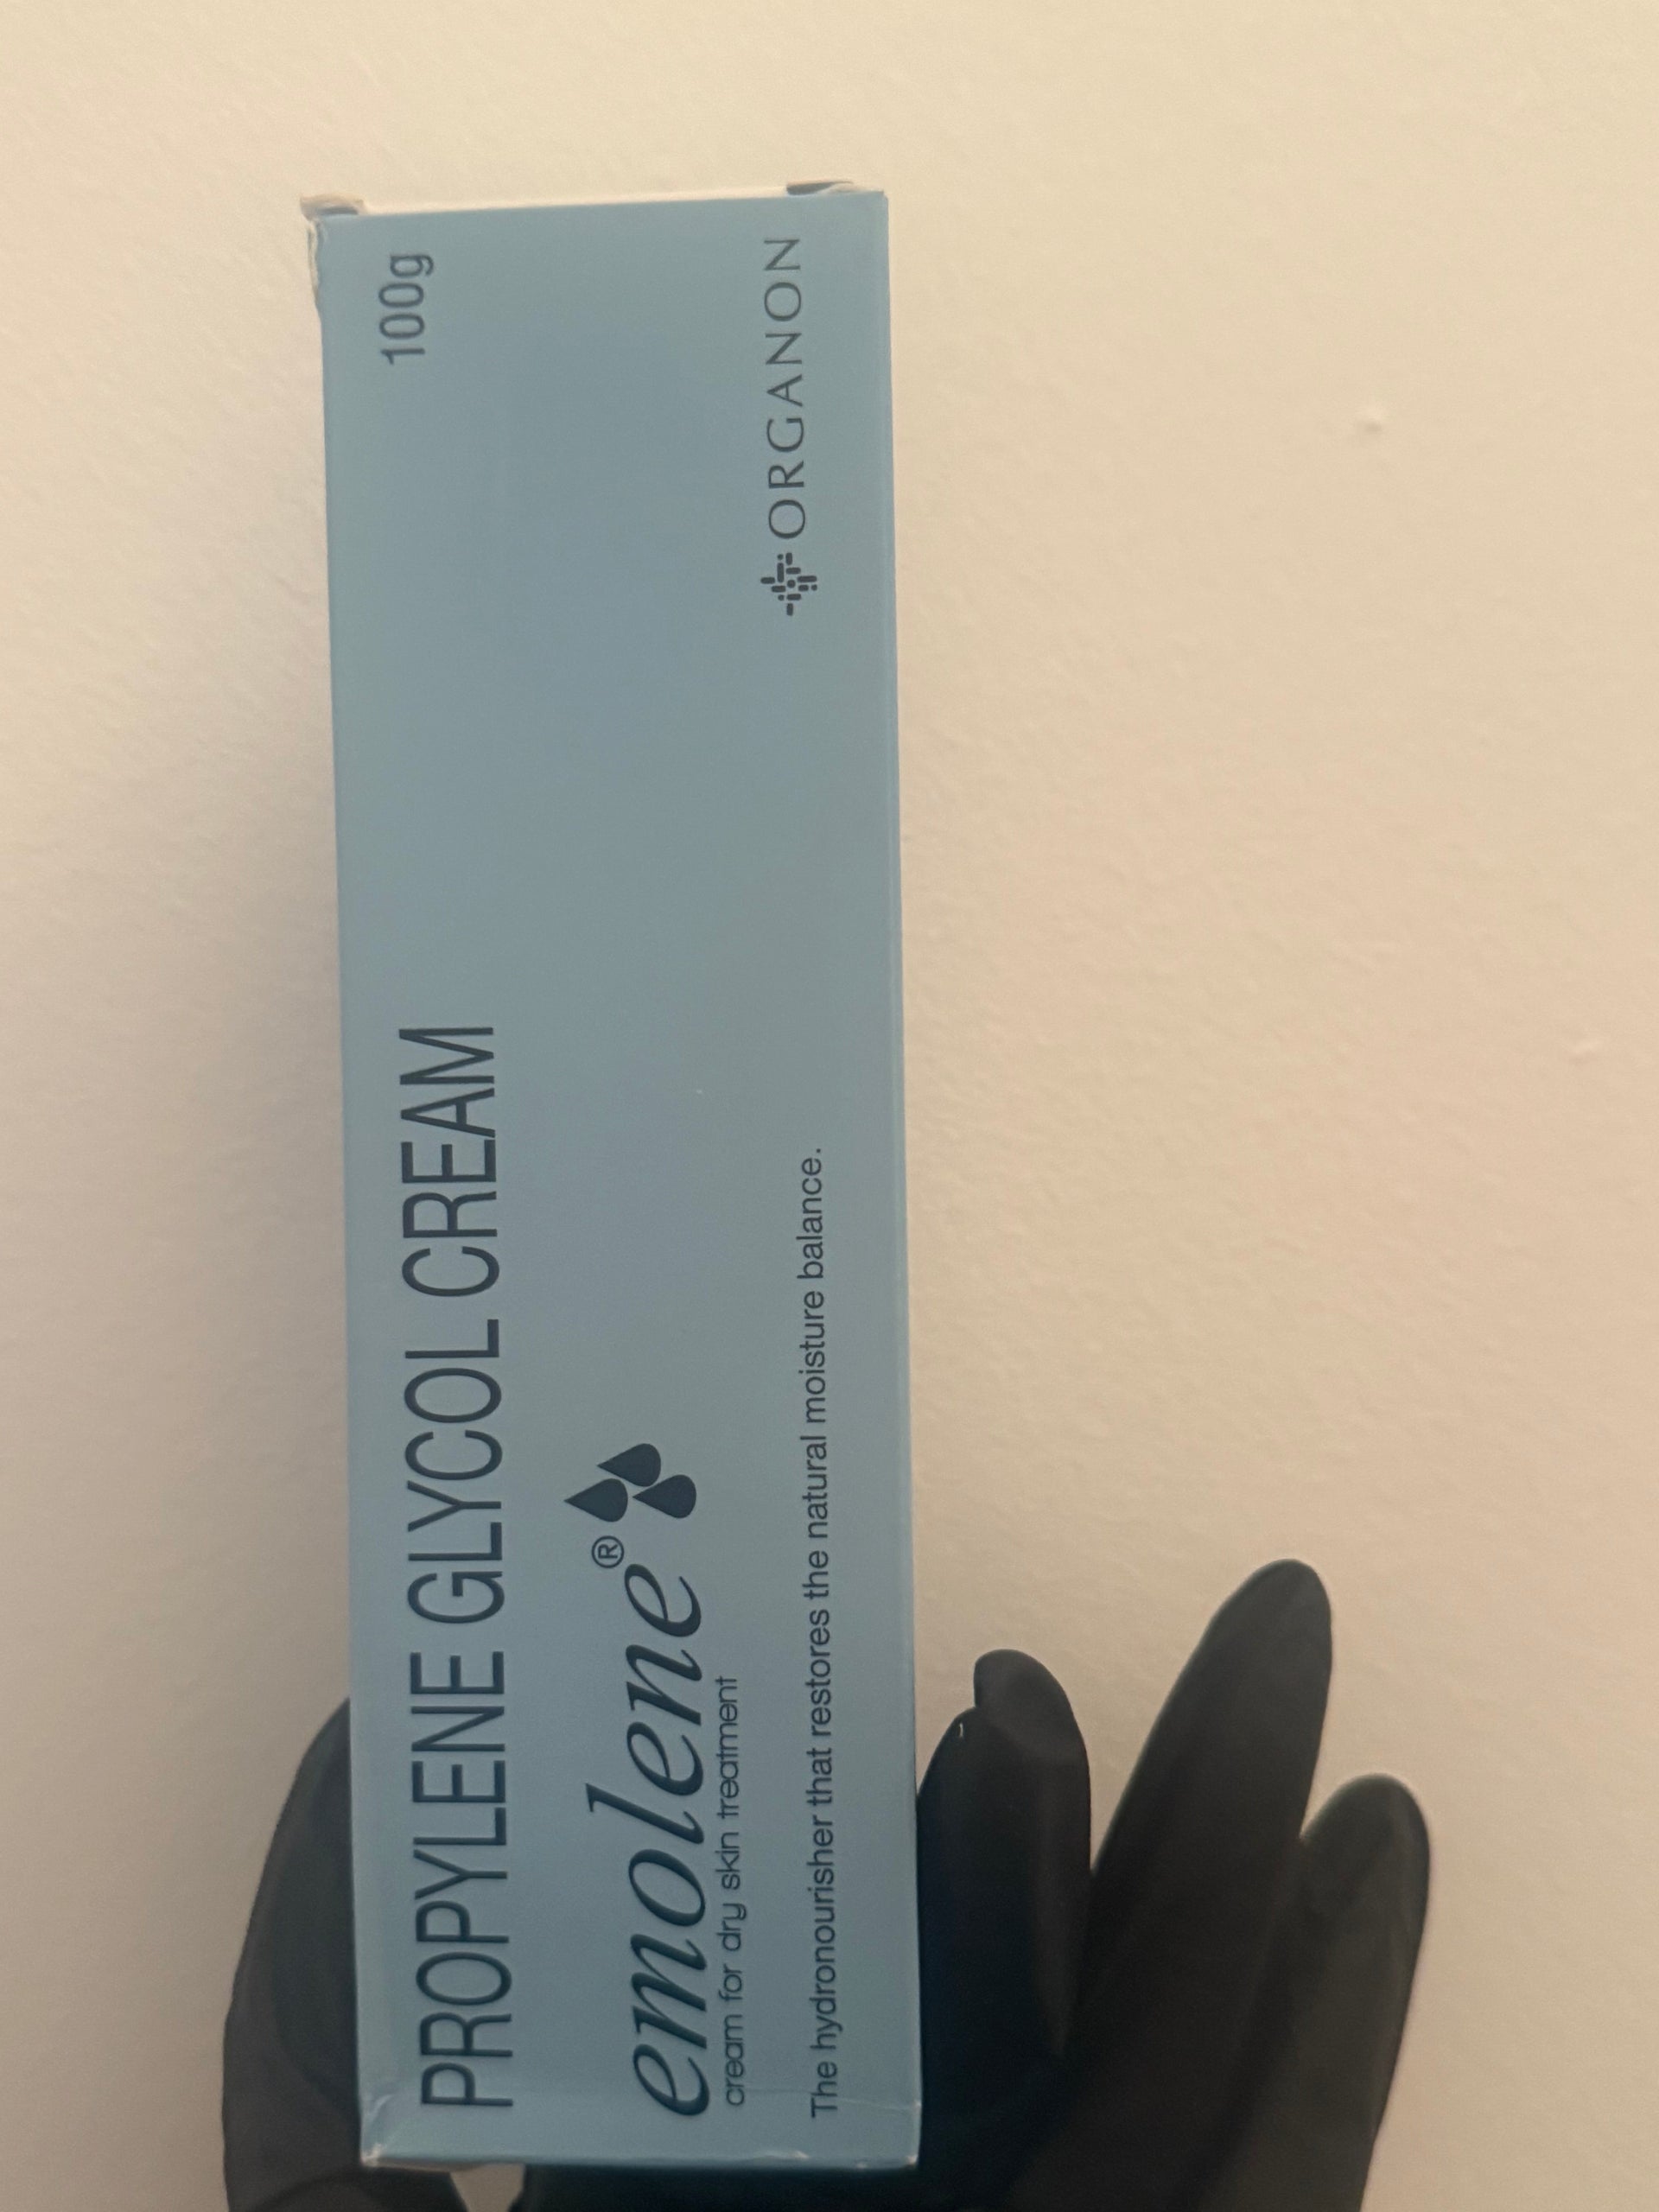 PROPYLENE GLYCOL CREAM
100g
emolene®
cream for dry skin treatment
The hydronourisher that restores the natural moisture balance.
ORGANON